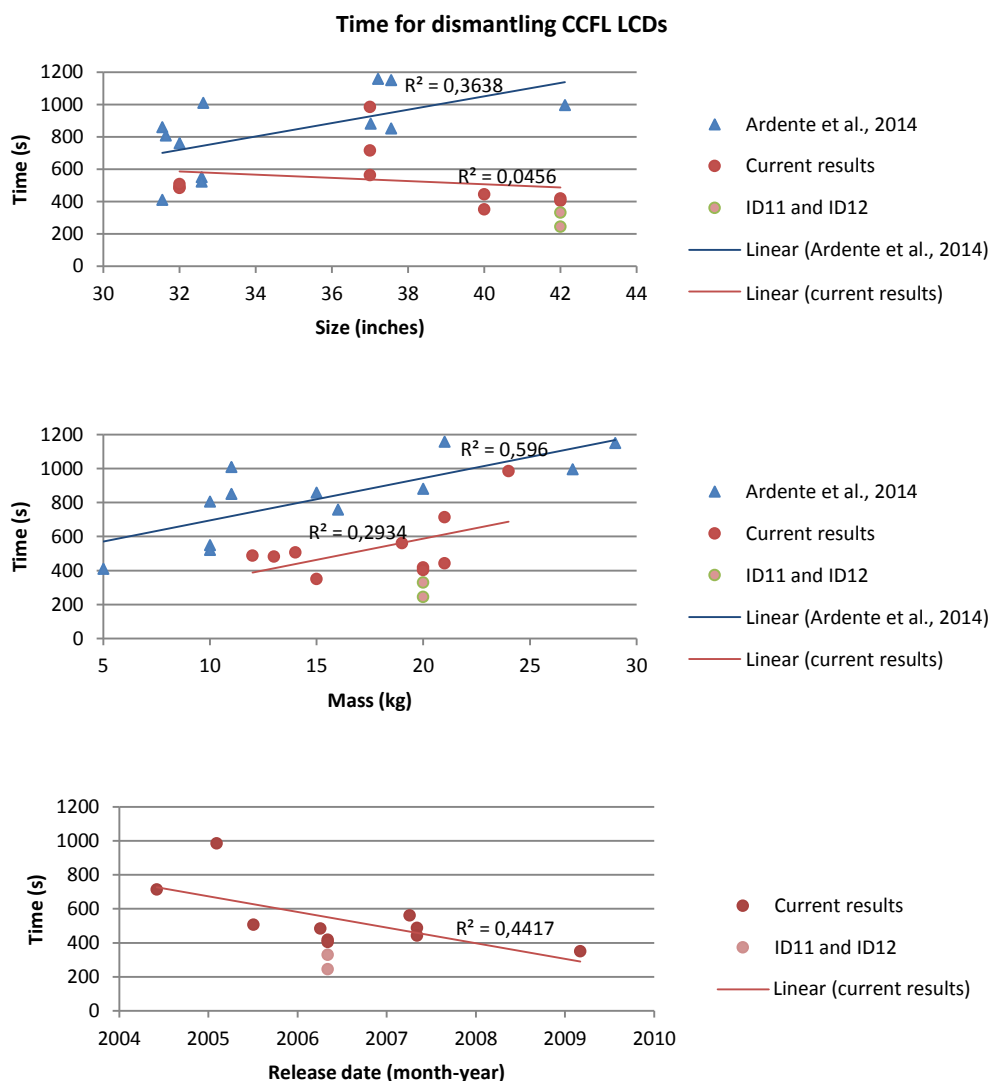 Time for dismantling CCFL LCDs
1200
1000
800
600
400
200
0
Time (s)
R² = 0,3638
R² = 0,0456
30 32 34 36 38 40 42 44
Size (inches)
Ardente et al., 2014
Current results
ID11 and ID12
Linear (Ardente et al., 2014)
Linear (current results)
1200
1000
800
600
400
200
0
Time (s)
R² = 0,596
R² = 0,2934
5 10 15 20 25 30
Mass (kg)
Ardente et al., 2014
Current results
ID11 and ID12
Linear (Ardente et al., 2014)
Linear (current results)
1200
1000
800
600
400
200
0
Time (s)
R² = 0,4417
2004 2005 2006 2007 2008 2009 2010
Release date (month-year)
Current results
ID11 and ID12
Linear (current results)